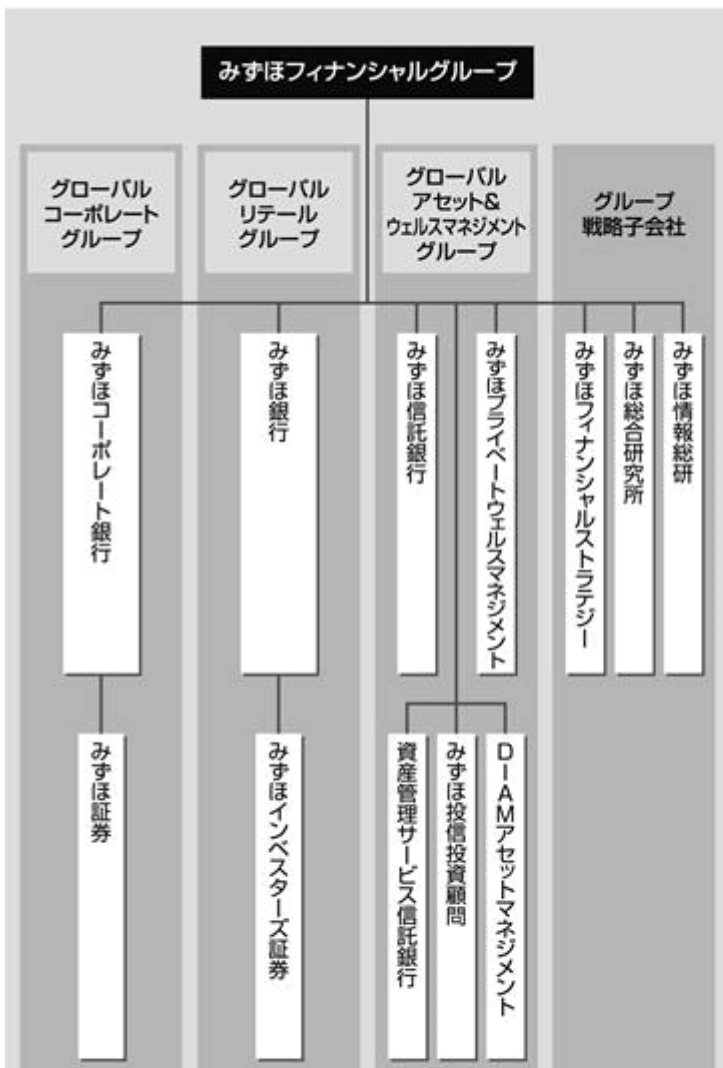 みずほフィナンシャルグループ
グローバル
コーポレート
グループ
グローバル
リテール
グループ
グローバル
アセット&
ウェルスマネジメント
グループ
グループ
戦略子会社
みずほコーポレート銀行
みずほ銀行
みずほ信託銀行
みずほプライベートウェルスマネジメント
みずほフィナンシャルストラテジー
みずほ総合研究所
みずほ情報総研
みずほ証券
みずほインベスターズ証券
資産管理サービス信託銀行
みずほ投信投資顧問
DIAMアセットマネジメント